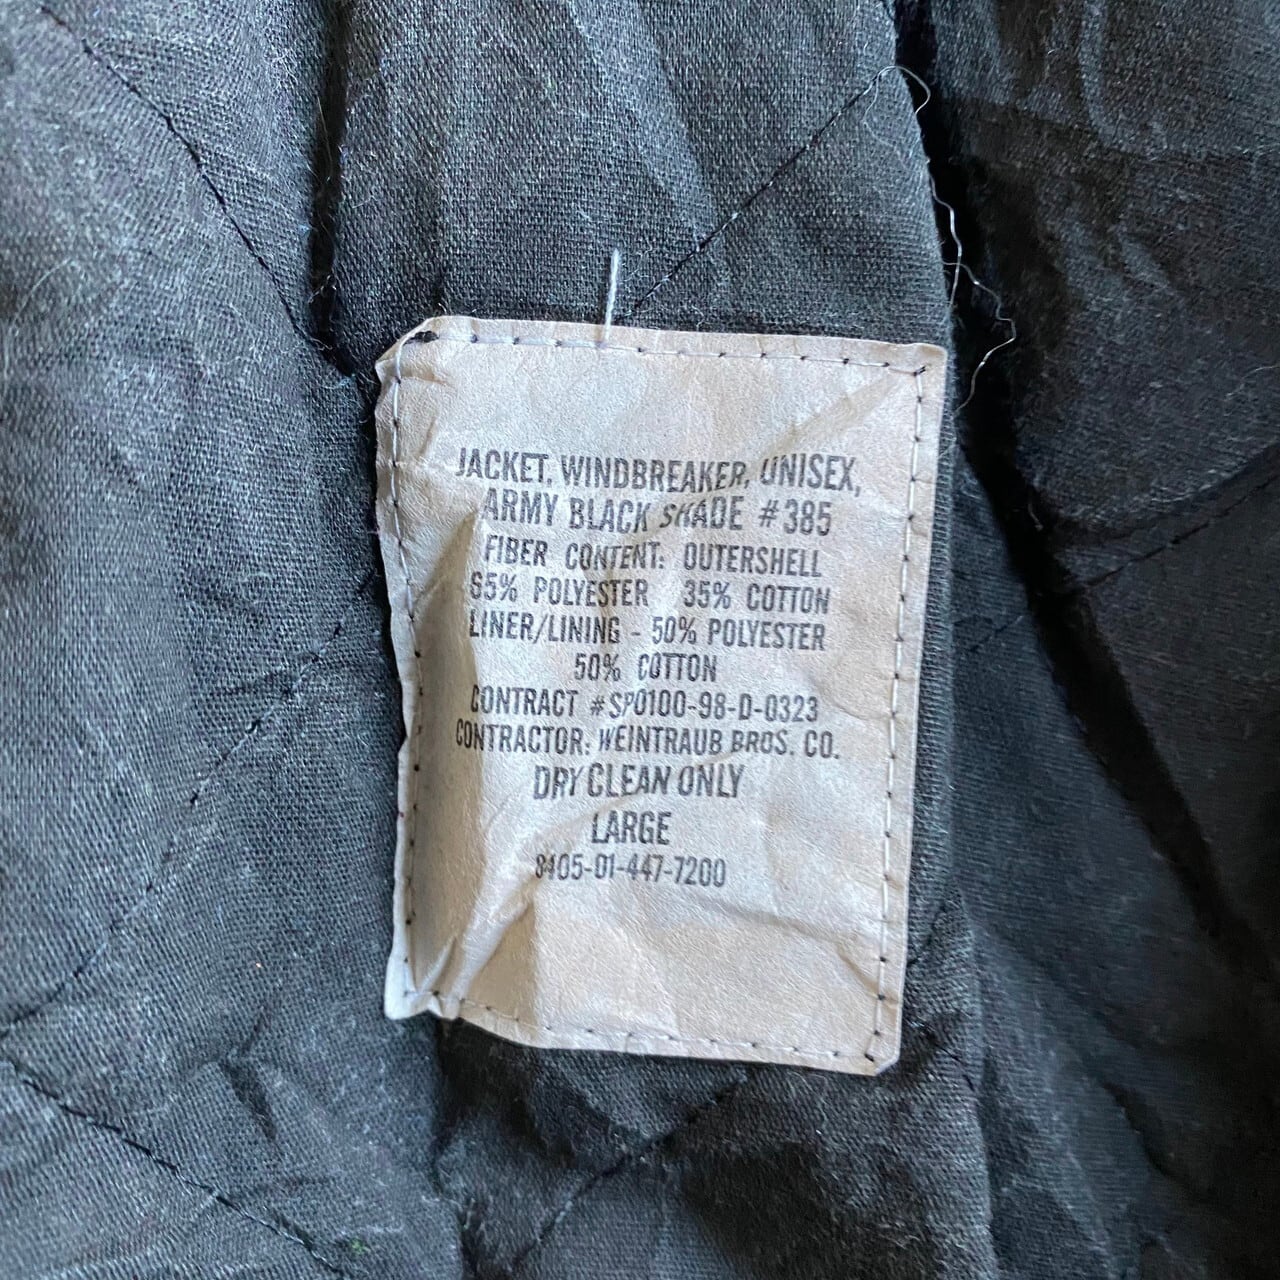 JACKET, WINDBREAKER, UNISEX,
ARMY BLACK SHADE #385
FIBER CONTENT: OUTERSHELL
65% POLYESTER 35% COTTON
LINER/LINING - 50% POLYESTER
50% COTTON
CONTRACT #SP0100-98-D-0323
CONTRACTOR: WEINTRAUB BROS. CO.
DRY CLEAN ONLY
LARGE
8405-01-447-7200